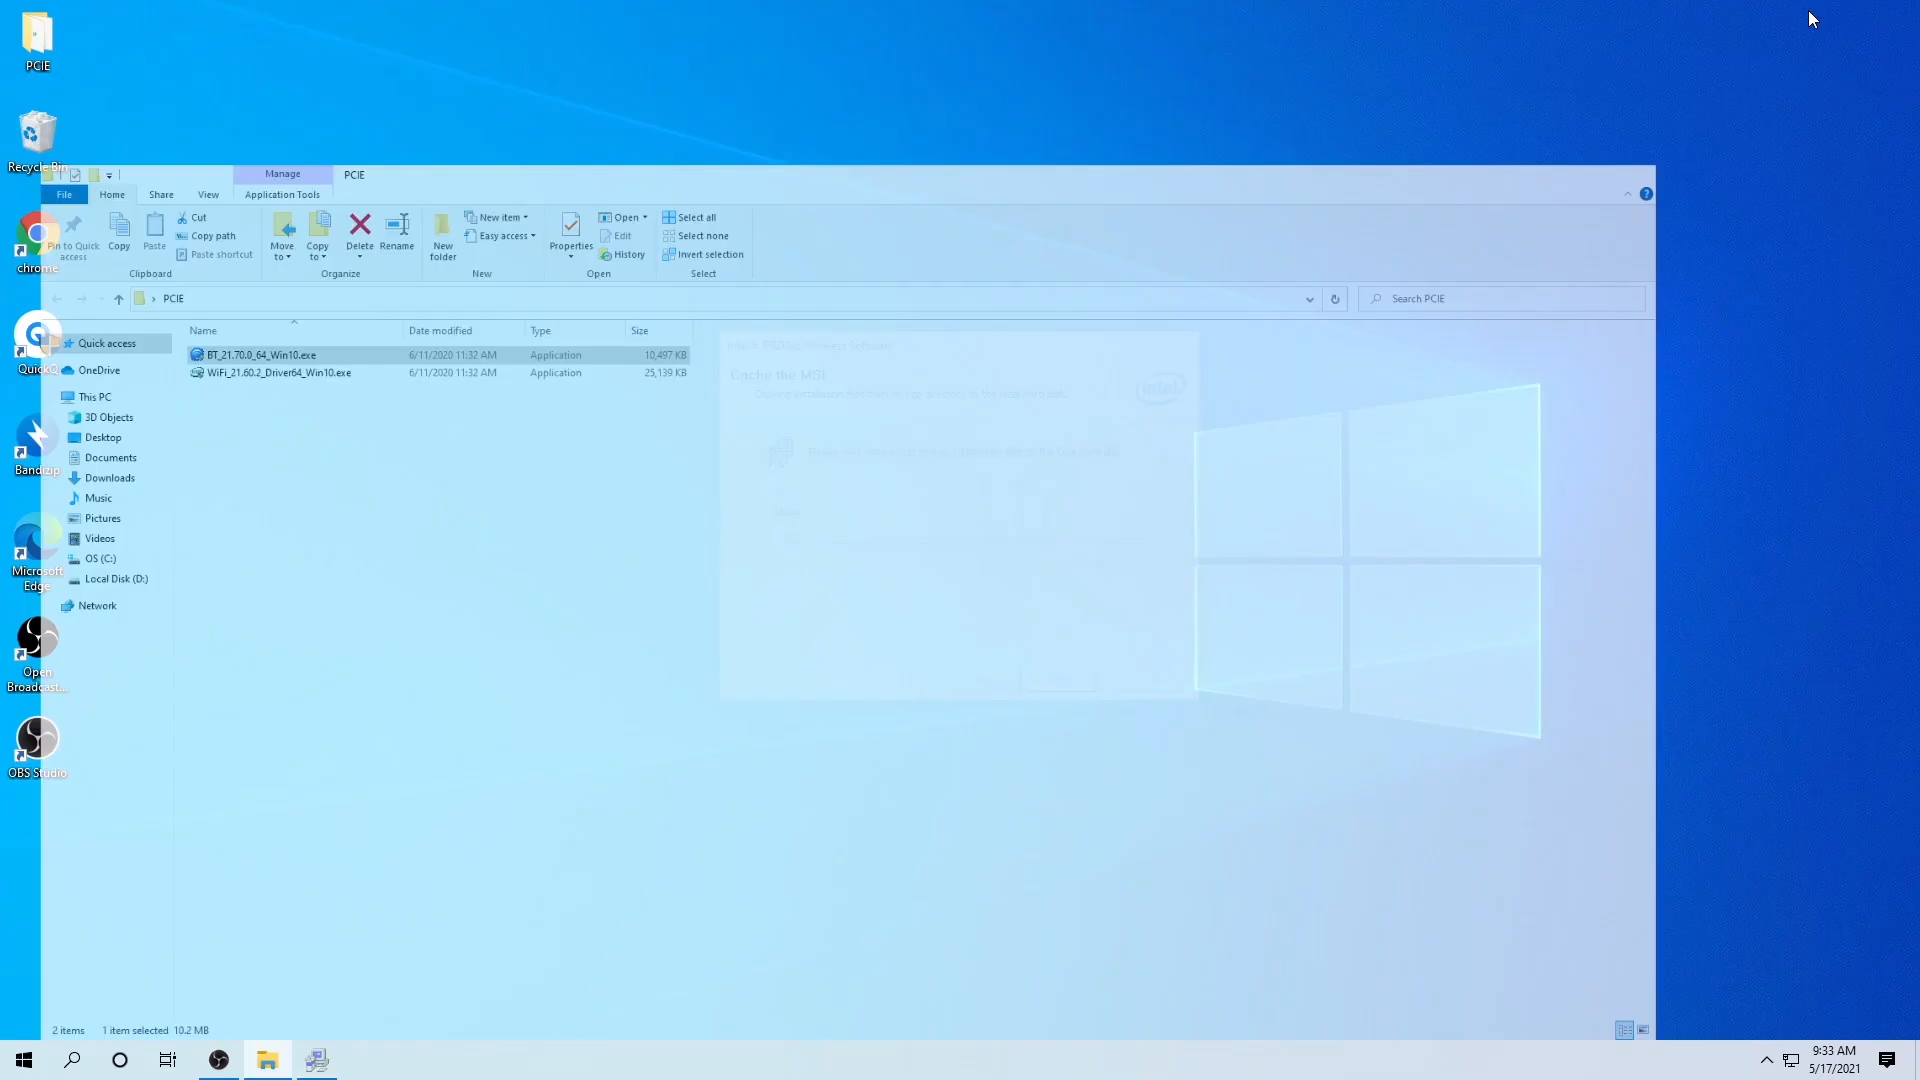 PCIE
Recycle Bin
chrome
Bandizip
Microsoft
Edge
Open
Broadcast...
OBS Studio
Manage
PCIE
File
Home
Share
View
Application Tools
Pin to Quick
access
Copy
Paste
Cut
Copy path
Paste shortcut
Clipboard
Move
to
Copy
to
Delete
Rename
Organize
New
folder
New item
Easy access
New
Properties
Open
Edit
History
Open
Select all
Select none
Invert selection
Select
PCIE
Search PCIE
Quick access
OneDrive
This PC
3D Objects
Desktop
Documents
Downloads
Music
Pictures
Videos
OS (C:)
Local Disk (D:)
Network
Name
Date modified
Type
Size
BT_21.70.0_64_Win10.exe
6/11/2020 11:32 AM
Application
10,497 KB
WiFi_21.60.2_Driver64_Win10.exe
6/11/2020 11:32 AM
Application
25,139 KB
Cache the MSI
intel
2 items
1 item selected 10.2 MB
9:33 AM
5/17/2021